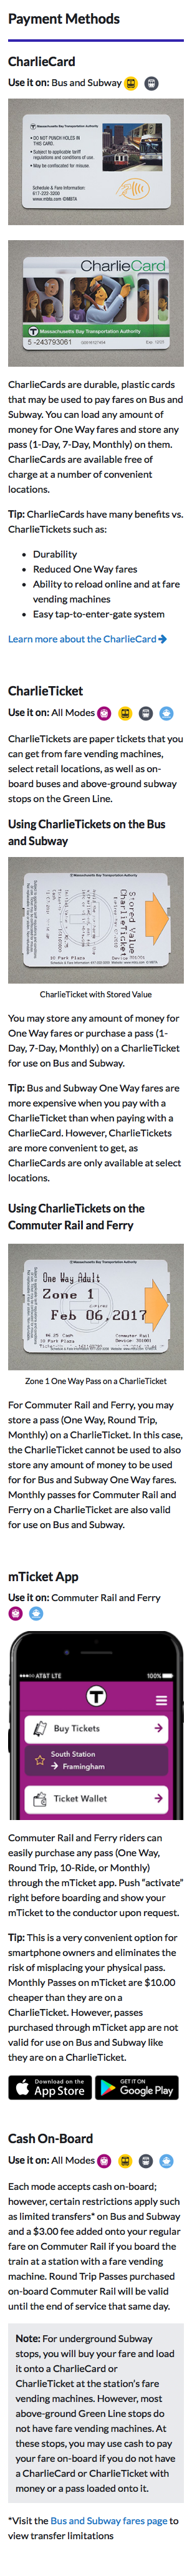 Payment Methods
CharlieCard
Use it on: Bus and Subway
Massachusetts Bay Transportation Authority
• DO NOT PUNCH HOLES IN
THIS CARD.
• Subject to applicable tariff
regulations and conditions of use.
• May be confiscated for misuse.
Schedule & Fare Information:
617-222-3200
www.mbta.com ©MBTA
CharlieCard
Massachusetts Bay Transportation Authority
5 -243793061
CharlieCards are durable, plastic cards
that may be used to pay fares on Bus and
Subway. You can load any amount of
money for One Way fares and store any
pass (1-Day, 7-Day, Monthly) on them.
CharlieCards are available free of
charge at a number of convenient
locations.
Tip: CharlieCards have many benefits vs.
CharlieTickets such as:
• Durability
• Reduced One Way fares
• Ability to reload online and at fare
vending machines
• Easy tap-to-enter-gate system
Learn more about the CharlieCard
CharlieTicket
Use it on: All Modes
CharlieTickets are paper tickets that you
can get from fare vending machines,
select retail locations, as well as on-
board buses and above-ground subway
stops on the Green Line.
Using CharlieTickets on the Bus
and Subway
Massachusetts Bay Transportation Authority
Stored Value
CharlieTicket
10 Park Plaza
CharlieTicket with Stored Value
You may store any amount of money for
One Way fares or purchase a pass (1-
Day, 7-Day, Monthly) on a CharlieTicket
for use on Bus and Subway.
Tip: Bus and Subway One Way fares are
more expensive when you pay with a
CharlieTicket than when paying with a
CharlieCard. However, CharlieTickets
are more convenient to get, as
CharlieCards are only available at select
locations.
Using CharlieTickets on the
Commuter Rail and Ferry
Massachusetts Bay Transportation Authority
One Way Adult
Zone 1
Expires
Feb 06,2017
Cash
Commuter Rail
10 Park Plaza
Zone 1 One Way Pass on a CharlieTicket
For Commuter Rail and Ferry, you may
store a pass (One Way, Round Trip,
Monthly) on a CharlieTicket. In this case,
the CharlieTicket cannot be used to also
store any amount of money to be used
for for Bus and Subway One Way fares.
Monthly passes for Commuter Rail and
Ferry on a CharlieTicket are also valid
for use on Bus and Subway.
mTicket App
Use it on: Commuter Rail and Ferry
AT&T LTE 100%
T
Buy Tickets
South Station
Framingham
Ticket Wallet
Commuter Rail and Ferry riders can
easily purchase any pass (One Way,
Round Trip, 10-Ride, or Monthly)
through the mTicket app. Push “activate”
right before boarding and show your
mTicket to the conductor upon request.
Tip: This is a very convenient option for
smartphone owners and eliminates the
risk of misplacing your physical pass.
Monthly Passes on mTicket are $10.00
cheaper than they are on a
CharlieTicket. However, passes
purchased through mTicket app are not
valid for use on Bus and Subway like
they are on a CharlieTicket.
Download on the
App Store
GET IT ON
Google Play
Cash On-Board
Use it on: All Modes
Each mode accepts cash on-board;
however, certain restrictions apply such
as limited transfers* on Bus and Subway
and a $3.00 fee added onto your regular
fare on Commuter Rail if you board the
train at a station with a fare vending
machine. Round Trip Passes purchased
on-board Commuter Rail will be valid
until the end of service that same day.
Note: For underground Subway
stops, you will buy your fare and load
it onto a CharlieCard or
CharlieTicket at the station’s fare
vending machines. However, most
above-ground Green Line stops do
not have fare vending machines. At
these stops, you may use cash to pay
your fare on-board if you do not have
a CharlieCard or CharlieTicket with
money or a pass loaded onto it.
*Visit the Bus and Subway fares page to
view transfer limitations